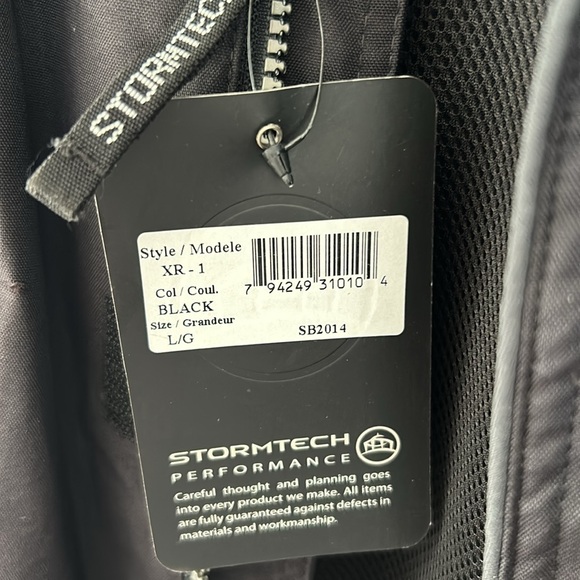 STORMTECH
Style / Modele
XR - 1
Col / Coul.
BLACK
Size / Grandeur
L/G
7 94249 31010 4
SB2014
STORMTECH
PERFORMANCE
Careful thought and planning goes
into every product we make. All items
are fully guaranteed against defects in
materials and workmanship.